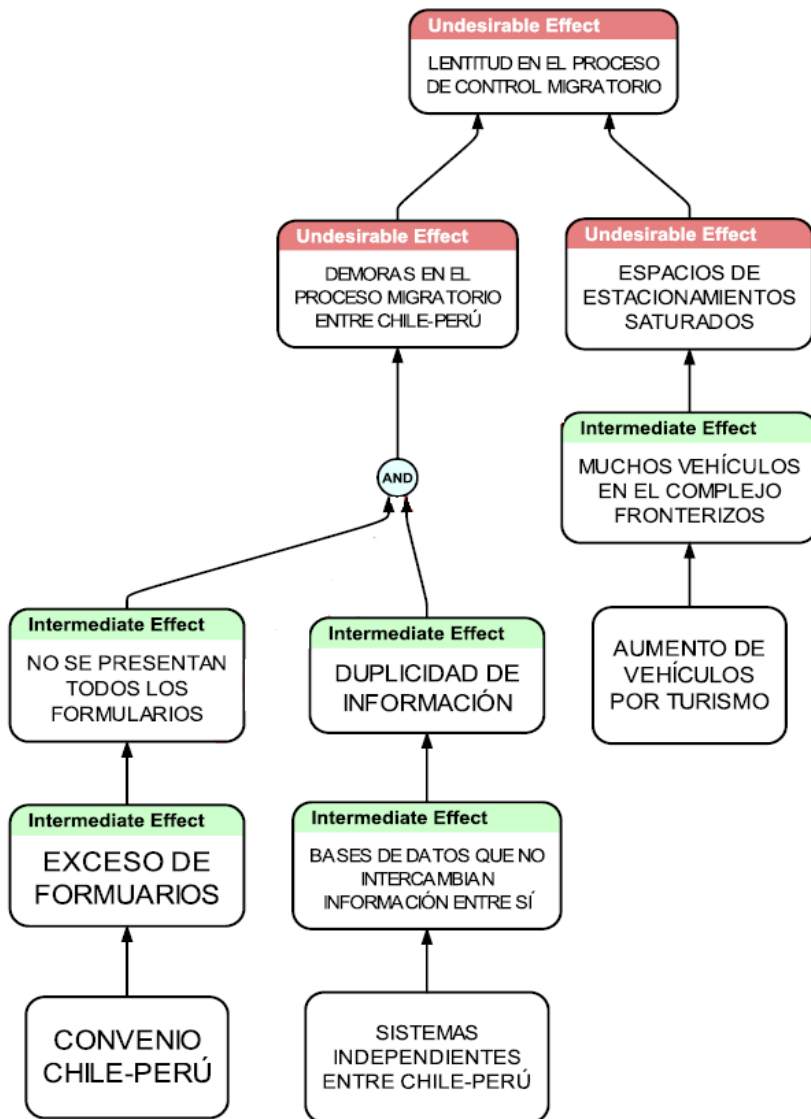 Undesirable Effect
LENTITUD EN EL PROCESO
DE CONTROL MIGRATORIO
Undesirable Effect
DEMORAS EN EL
PROCESO MIGRATORIO
ENTRE CHILE-PERÚ
Undesirable Effect
ESPACIOS DE
ESTACIONAMIENTOS
SATURADOS
Intermediate Effect
MUCHOS VEHÍCULOS
EN EL COMPLEJO
FRONTERIZOS
AND
Intermediate Effect
NO SE PRESENTAN
TODOS LOS
FORMULARIOS
Intermediate Effect
DUPLICIDAD DE
INFORMACIÓN
AUMENTO DE
VEHÍCULOS
POR TURISMO
Intermediate Effect
EXCESO DE
FORMUARIOS
Intermediate Effect
BASES DE DATOS QUE NO
INTERCAMBIAN
INFORMACIÓN ENTRE SÍ
CONVENIO
CHILE-PERÚ
SISTEMAS
INDEPENDIENTES
ENTRE CHILE-PERÚ